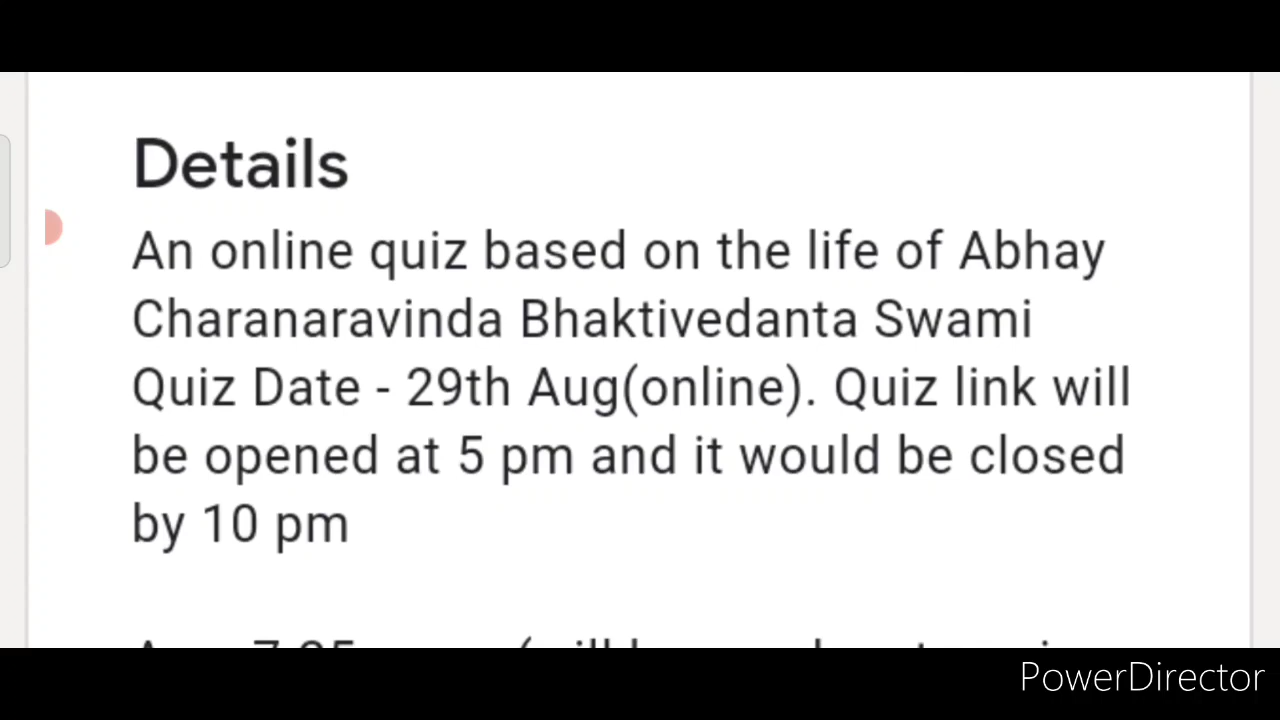 Details
An online quiz based on the life of Abhay
Charanaravinda Bhaktivedanta Swami
Quiz Date - 29th Aug(online). Quiz link will
be opened at 5 pm and it would be closed
by 10 pm
PowerDirector